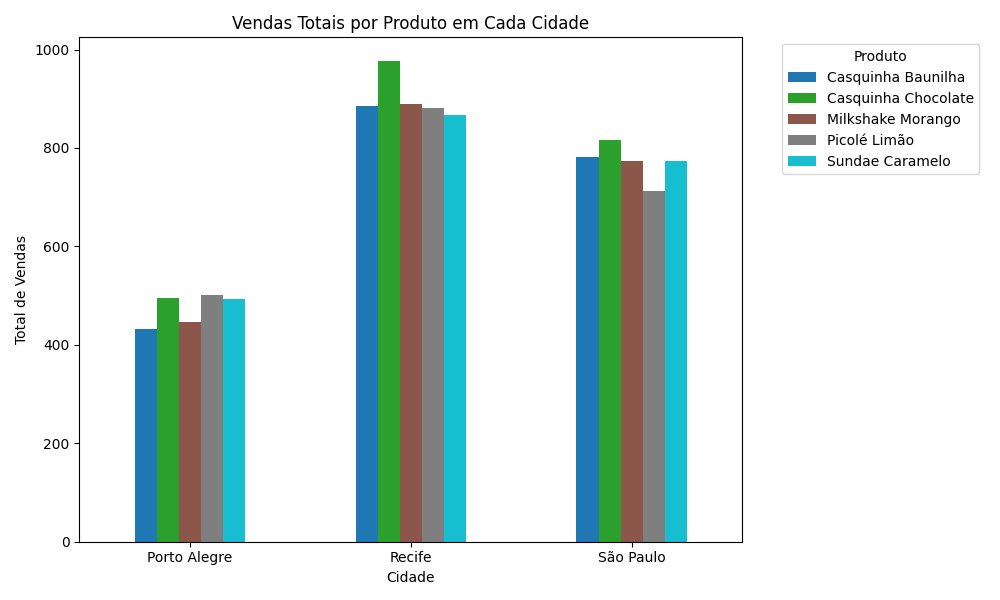 Vendas Totais por Produto em Cada Cidade
Total de Vendas
1000
800
600
400
200
0
Porto Alegre
Recife
São Paulo
Cidade
Produto
Casquinha Baunilha
Casquinha Chocolate
Milkshake Morango
Picolé Limão
Sundae Caramelo